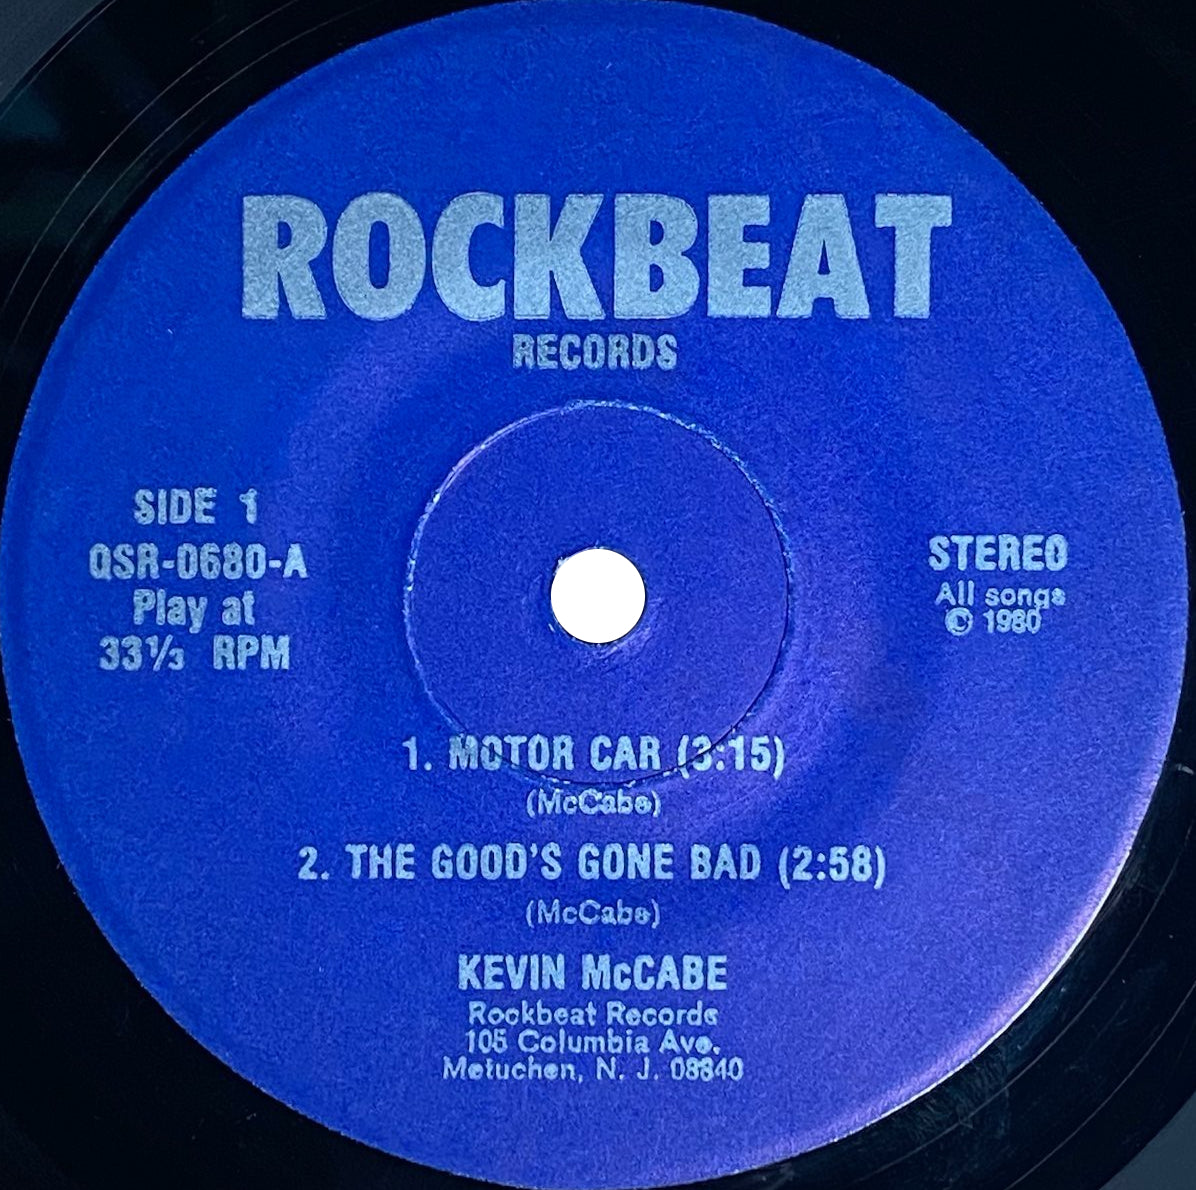 ROCKBEAT
RECORDS
SIDE 1
QSR-0680-A
Play at
33⅓ RPM
STEREO
All songs
© 1980
1. MOTOR CAR (3:15)
(McCabe)
2. THE GOOD'S GONE BAD (2:58)
(McCabe)
KEVIN McCABE
Rockbeat Records
105 Columbia Ave.
Metuchen, N. J. 08840